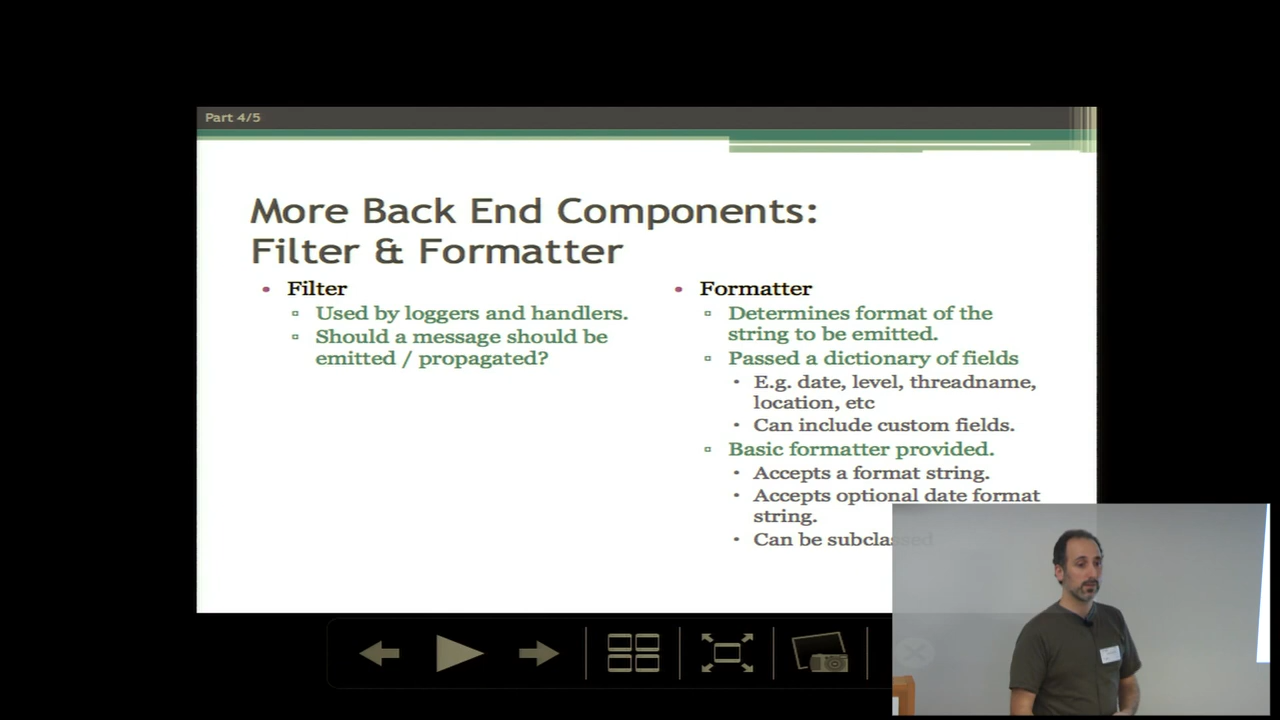 Part 4/5
More Back End Components:
Filter & Formatter
• Filter
▫ Used by loggers and handlers.
▫ Should a message should be
emitted / propagated?
• Formatter
▫ Determines format of the
string to be emitted.
▫ Passed a dictionary of fields
• E.g. date, level, threadname,
location, etc
• Can include custom fields.
▫ Basic formatter provided.
• Accepts a format string.
• Accepts optional date format
string.
• Can be subclassed